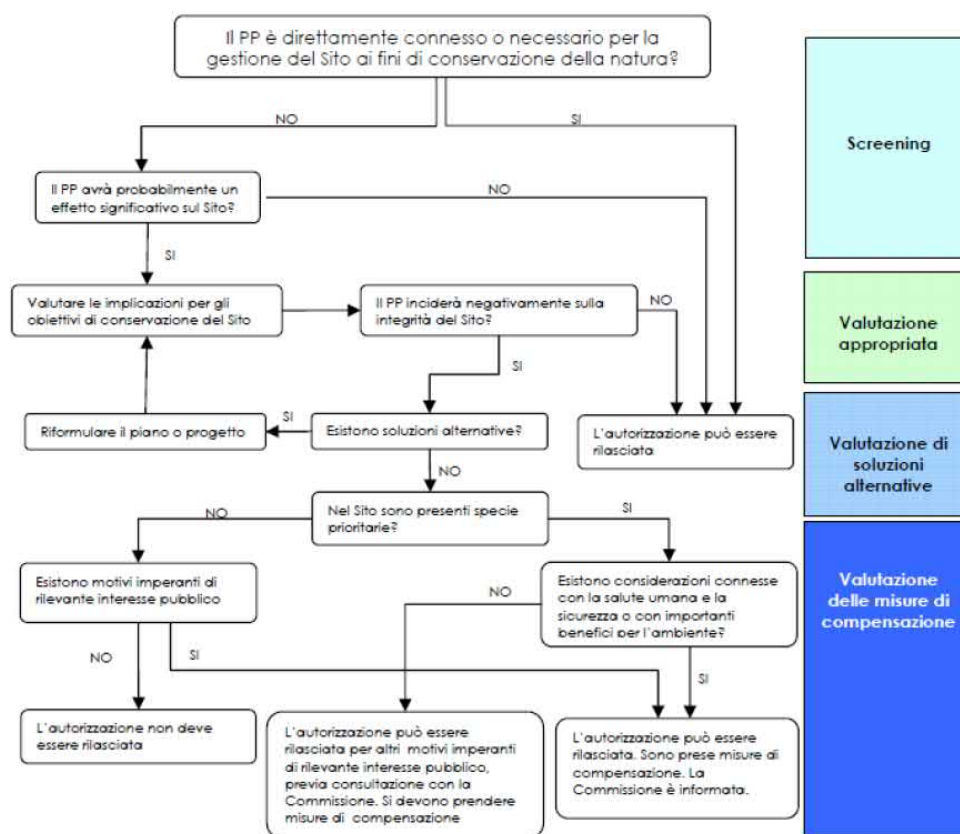 Il PP è direttamente connesso o necessario per la
gestione del Sito ai fini di conservazione della natura?
NO
SI
Screening
Il PP avrà probabilmente un
effetto significativo sul Sito?
NO
SI
Valutare le implicazioni per gli
obiettivi di conservazione del Sito
Il PP inciderà negativamente sulla
integrità del Sito?
NO
Valutazione
appropriata
SI
Riformulare il piano o progetto
SI
Esistono soluzioni alternative?
L'autorizzazione può essere
rilasciata
Valutazione di
soluzioni
alternative
NO
Nel Sito sono presenti specie
prioritarie?
NO
SI
Esistono motivi imperanti di
rilevante interesse pubblico
Esistono considerazioni connesse
con la salute umana e la
sicurezza o con importanti
benefici per l'ambiente?
NO
Valutazione
delle misure di
compensazione
NO
SI
SI
L'autorizzazione non deve
essere rilasciata
L'autorizzazione può essere
rilasciata per altri motivi imperanti
di rilevante interesse pubblico,
previa consultazione con la
Commissione. Si devono prendere
misure di compensazione
L'autorizzazione può essere
rilasciata. Sono prese misure di
compensazione. La
Commissione è informata.